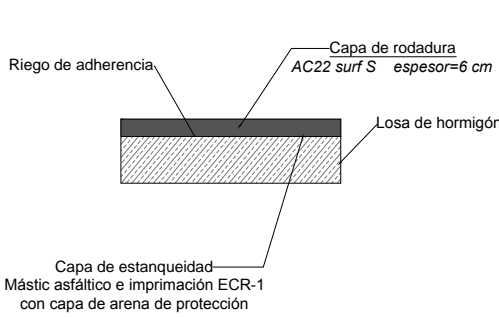 Capa de rodadura
Riego de adherencia
AC22 surf S espesor=6 cm
Losa de hormigón
Capa de estanqueidad
Mástic asfáltico e imprimación ECR-1
con capa de arena de protección